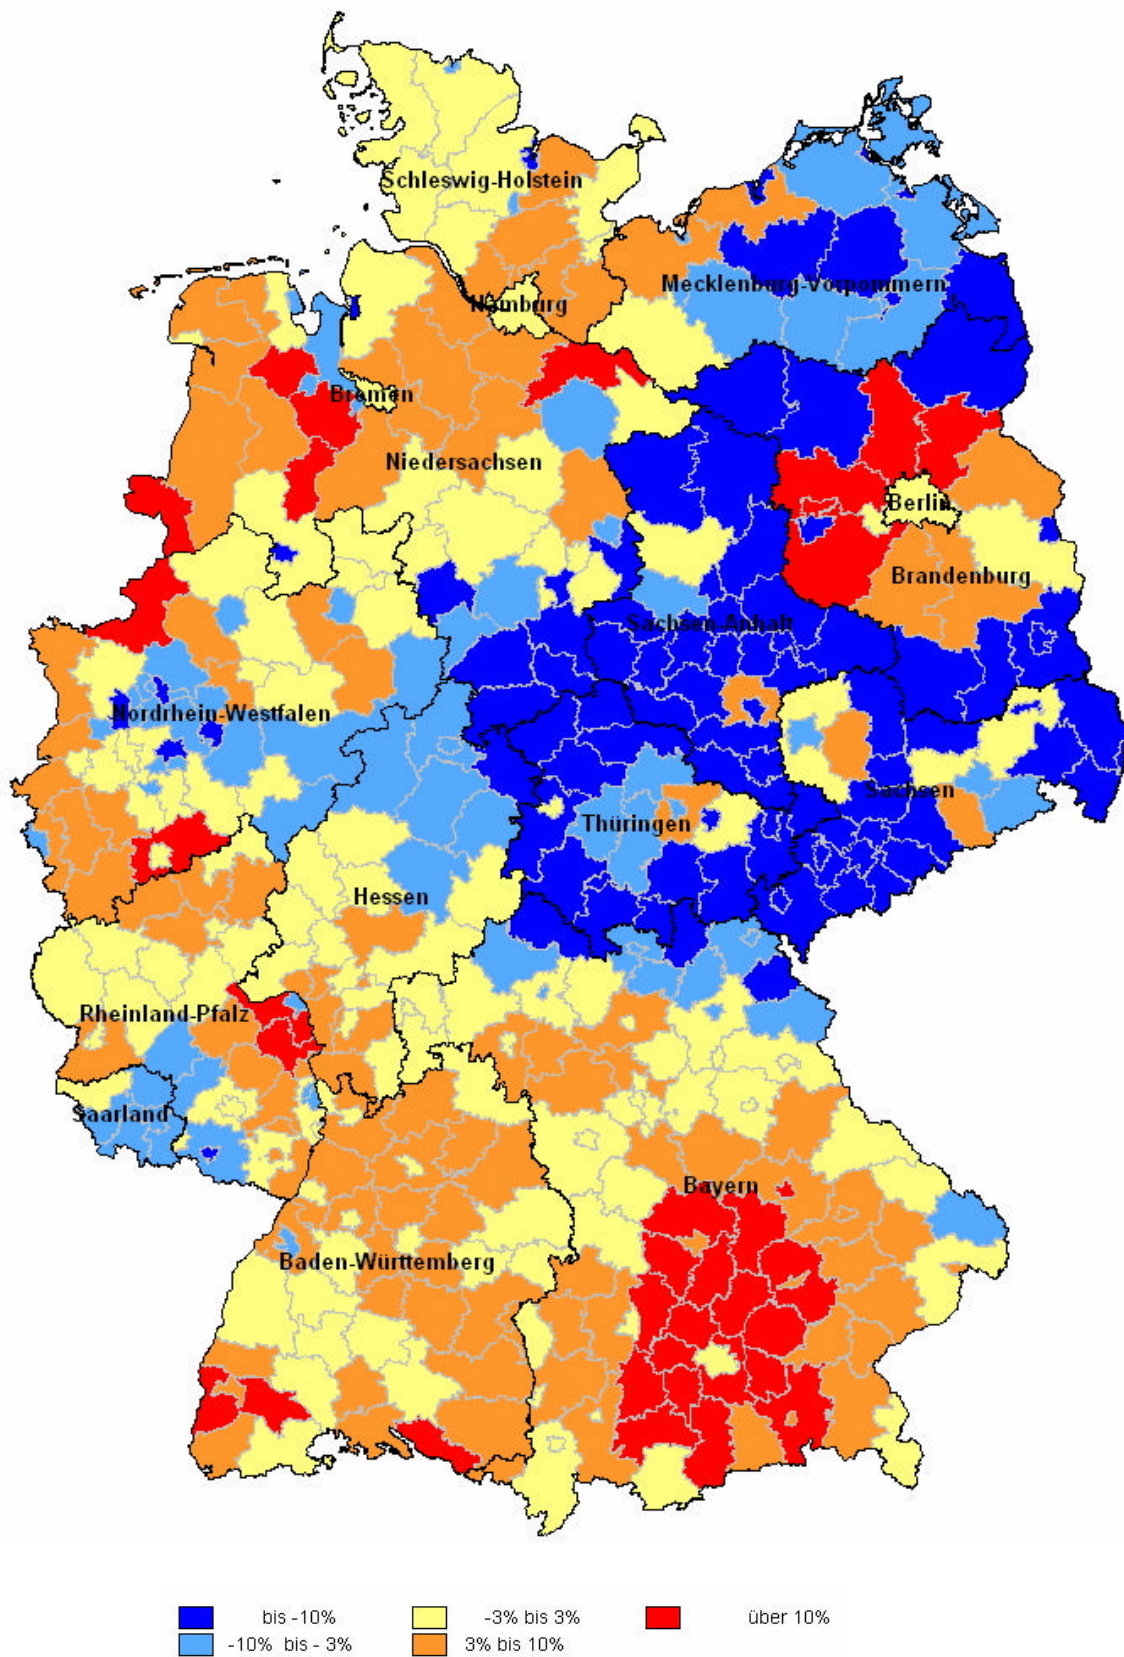 Schleswig-Holstein
Mecklenburg-Vorpommern
Hamburg
Bremen
Niedersachsen
Berlin
Brandenburg
Sachsen-Anhalt
Nordrhein-Westfalen
Sachsen
Thüringen
Hessen
Rheinland-Pfalz
Saarland
Bayern
Baden-Württemberg
bis -10% -3% bis 3% über 10%
-10% bis - 3% 3% bis 10%